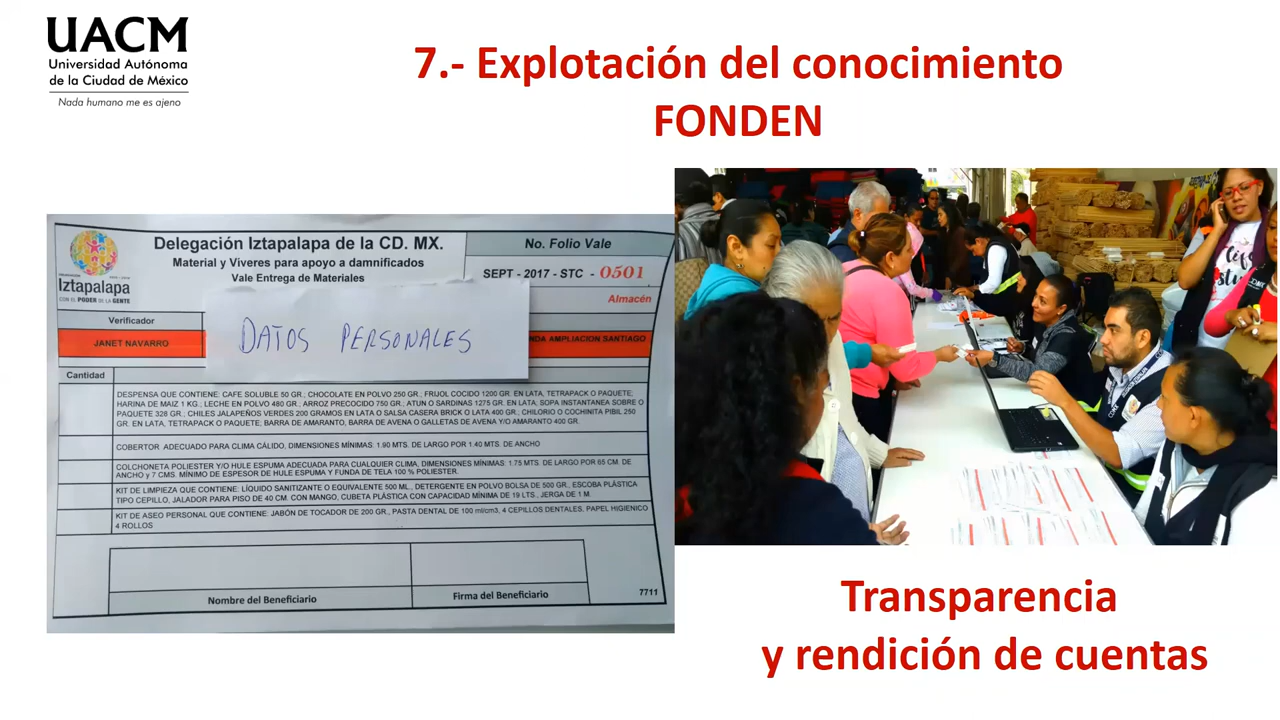 UACM
Universidad Autónoma
de la Ciudad de México
Nada humano me es ajeno
7.- Explotación del conocimiento
FONDEN
Iztapalapa
CON EL PODER DE LA GENTE
Delegación Iztapalapa de la CD. MX.
Material y Viveres para apoyo a damnificados
Vale Entrega de Materiales
No. Folio Vale
SEPT - 2017 - STC - 0501
Almacén
Verificador
JANET NAVARRO
DATOS PERSONALES
AMPLIACION SANTIAGO
Cantidad
DESPENSA QUE CONTIENE: CAFE SOLUBLE 50 GR., CHOCOLATE EN POLVO 250 GR.; FRIJOL COCIDO 1200 GR. EN LATA, TETRAPACK O PAQUETE;
HARINA DE MAIZ 1 KG.; LECHE EN POLVO 480 GR.; ARROZ PRECOCIDO 750 GR.; ATUN O SARDINAS 1275 GR. EN LATA, SOPA INSTANTANEA SOBRE O
PAQUETE 328 GR.; CHILES JALAPEÑOS VERDES 200 GRAMOS EN LATA O SALSA CASERA BRICK O LATA 400 GR.; CHILORIO O COCHINITA PIBIL 250
GR. EN LATA, TETRAPACK O PAQUETE; BARRA DE AMARANTO, BARRA DE AVENA O GALLETAS DE AVENA Y/O AMARANTO 400 GR.
COBERTOR ADECUADO PARA CLIMA CÁLIDO, DIMENSIONES MÍNIMAS: 1.90 MTS. DE LARGO POR 1.40 MTS. DE ANCHO
COLCHONETA POLIESTER Y/O HULE ESPUMA ADECUADA PARA CUALQUIER CLIMA, DIMENSIONES MÍNIMAS: 1.75 MTS. DE LARGO POR 65 CM. DE
ANCHO y 7 CMS. MÍNIMO DE ESPESOR DE HULE ESPUMA Y FUNDA DE TELA 100 % POLIESTER.
KIT DE LIMPIEZA QUE CONTIENE: LÍQUIDO SANITIZANTE O EQUIVALENTE 500 ML., DETERGENTE EN POLVO BOLSA DE 500 GR., ESCOBA PLÁSTICA
TIPO CEPILLO, JALADOR PARA PISO DE 40 CM. CON MANGO, CUBETA PLÁSTICA CON CAPACIDAD MÍNIMA DE 19 LTS., JERGA DE 1 M.
KIT DE ASEO PERSONAL QUE CONTIENE: JABÓN DE TOCADOR DE 200 GR., PASTA DENTAL DE 100 ml/cm3, 4 CEPILLOS DENTALES, PAPEL HIGIENICO
4 ROLLOS
Nombre del Beneficiario
Firma del Beneficiario
7711
Transparencia
y rendición de cuentas